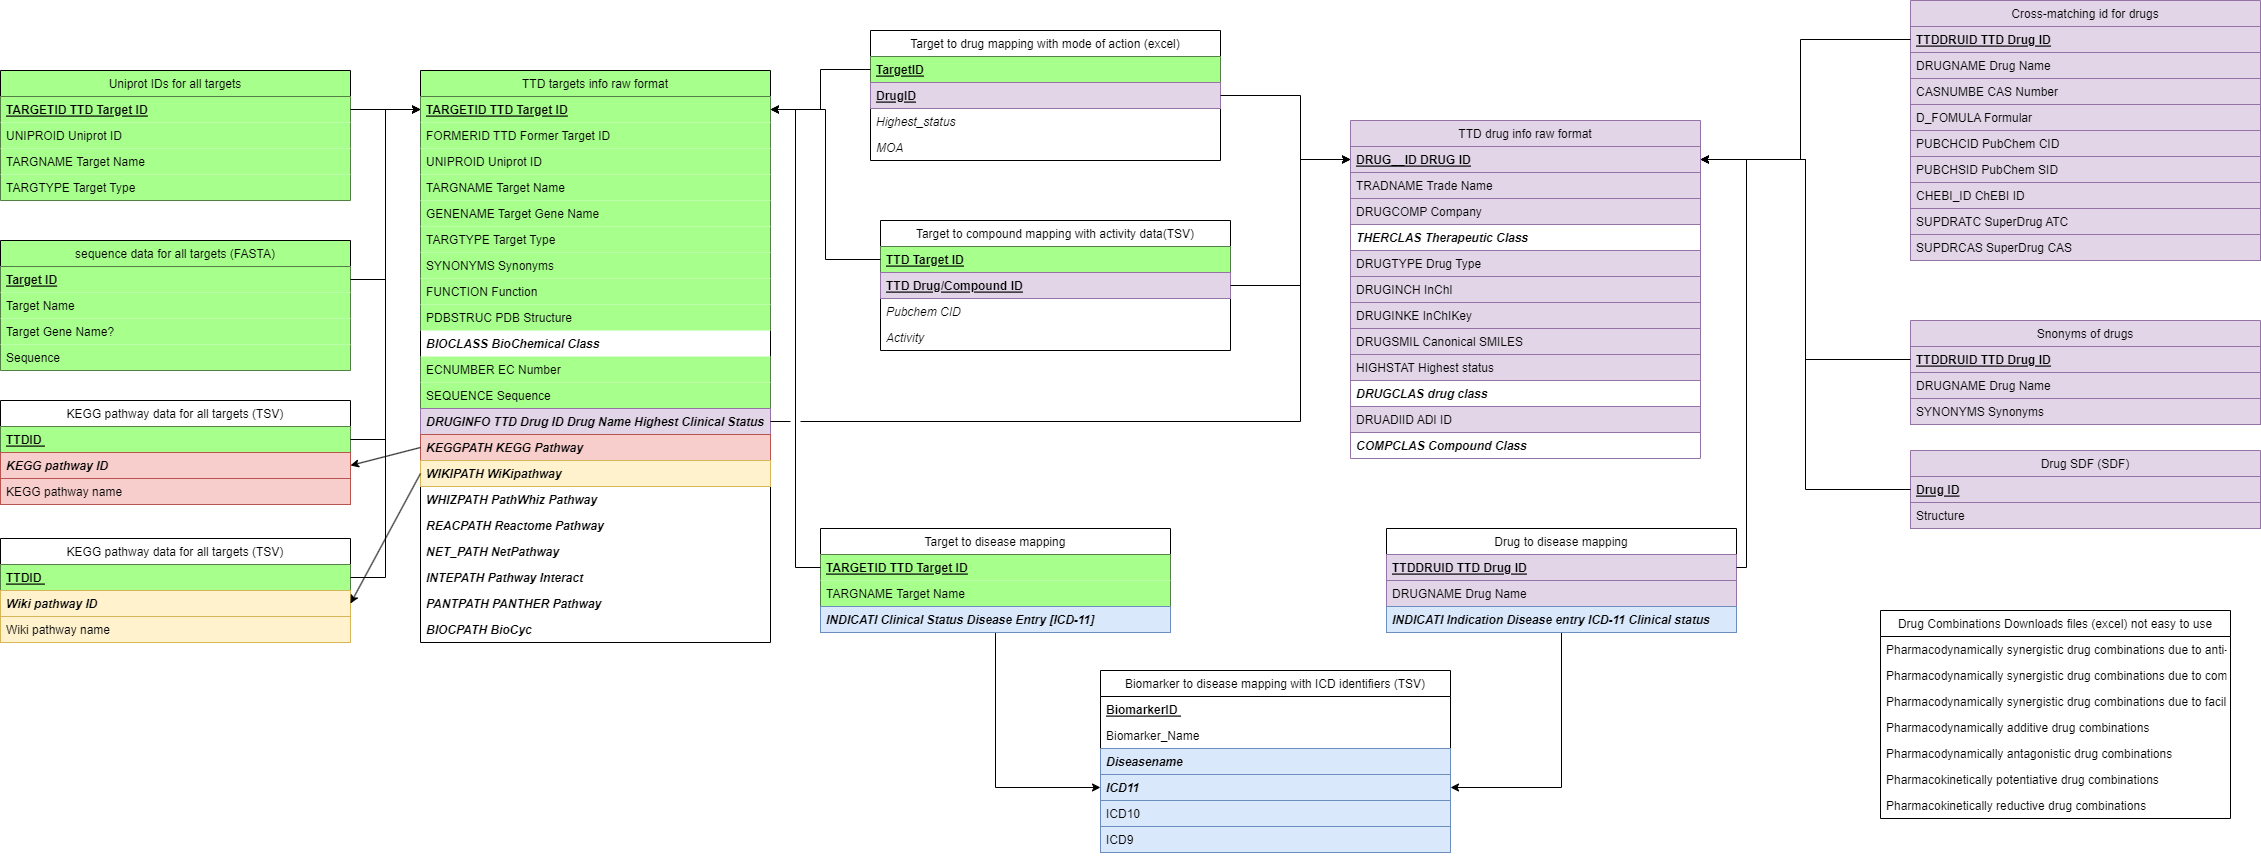 Uniprot IDs for all targets
TARGETID TTD Target ID
UNIPROID Uniprot ID
TARGNAME Target Name
TARGTYPE Target Type
sequence data for all targets (FASTA)
Target ID
Target Name
Target Gene Name?
Sequence
KEGG pathway data for all targets (TSV)
TTDID
KEGG pathway ID
KEGG pathway name
KEGG pathway data for all targets (TSV)
TTDID
Wiki pathway ID
Wiki pathway name
TTD targets info raw format
TARGETID TTD Target ID
FORMERID TTD Former Target ID
UNIPROID Uniprot ID
TARGNAME Target Name
GENENAME Target Gene Name
TARGTYPE Target Type
SYNONYMS Synonyms
FUNCTION Function
PDBSTRUC PDB Structure
BIOCLASS BioChemical Class
ECNUMBER EC Number
SEQUENCE Sequence
DRUGINFO TTD Drug ID Drug Name Highest Clinical Status
KEGGPATH KEGG Pathway
WIKIPATH WiKipathway
WHIZPATH PathWhiz Pathway
REACPATH Reactome Pathway
NET_PATH NetPathway
INTEPATH Pathway Interact
PANTPATH PANTHER Pathway
BIOCPATH BioCyc
Target to drug mapping with mode of action (excel)
TargetID
DrugID
Highest_status
MOA
Target to compound mapping with activity data(TSV)
TTD Target ID
TTD Drug/Compound ID
Pubchem CID
Activity
Target to disease mapping
TARGETID TTD Target ID
TARGNAME Target Name
INDICATI Clinical Status Disease Entry [ICD-11]
Biomarker to disease mapping with ICD identifiers (TSV)
BiomarkerID
Biomarker_Name
Diseasename
ICD11
ICD10
ICD9
TTD drug info raw format
DRUG__ID DRUG ID
TRADNAME Trade Name
DRUGCOMP Company
THERCLAS Therapeutic Class
DRUGTYPE Drug Type
DRUGINCH InChI
DRUGINKE InChIKey
DRUGSMIL Canonical SMILES
HIGHSTAT Highest status
DRUGCLAS drug class
DRUADIID ADI ID
COMPCLAS Compound Class
Drug to disease mapping
TTDDRUID TTD Drug ID
DRUGNAME Drug Name
INDICATI Indication Disease entry ICD-11 Clinical status
Cross-matching id for drugs
TTDDRUID TTD Drug ID
DRUGNAME Drug Name
CASNUMBE CAS Number
D_FOMULA Formular
PUBCHCID PubChem CID
PUBCHSID PubChem SID
CHEBI_ID ChEBI ID
SUPDRATC SuperDrug ATC
SUPDRCAS SuperDrug CAS
Snonyms of drugs
TTDDRUID TTD Drug ID
DRUGNAME Drug Name
SYNONYMS Synonyms
Drug SDF (SDF)
Drug ID
Structure
Drug Combinations Downloads files (excel) not easy to use
Pharmacodynamically synergistic drug combinations due to anti-
Pharmacodynamically synergistic drug combinations due to com
Pharmacodynamically synergistic drug combinations due to facil
Pharmacodynamically additive drug combinations
Pharmacodynamically antagonistic drug combinations
Pharmacokinetically potentiative drug combinations
Pharmacokinetically reductive drug combinations